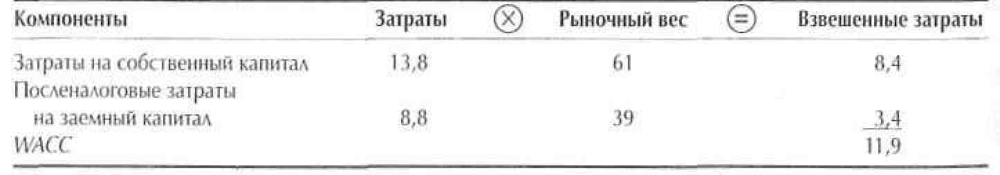 Компоненты Затраты × Рыночный вес = Взвешенные затраты
Затраты на собственный капитал 13,8 61 8,4
Посленалоговые затраты
на заемный капитал 8,8 39 3,4
WACC 11,9